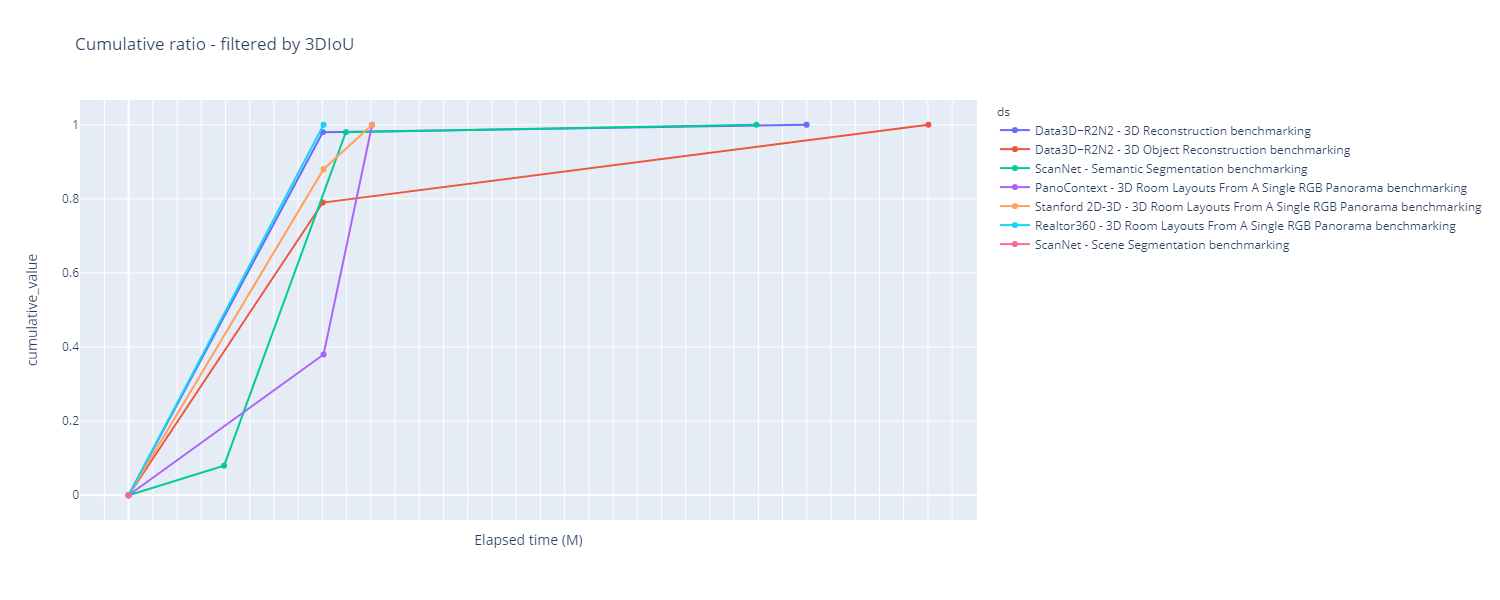 Cumulative ratio - filtered by 3DIoU
ds
Data3D−R2N2 - 3D Reconstruction benchmarking
Data3D−R2N2 - 3D Object Reconstruction benchmarking
ScanNet - Semantic Segmentation benchmarking
PanoContext - 3D Room Layouts From A Single RGB Panorama benchmarking
Stanford 2D-3D - 3D Room Layouts From A Single RGB Panorama benchmarking
Realtor360 - 3D Room Layouts From A Single RGB Panorama benchmarking
ScanNet - Scene Segmentation benchmarking
1
0.8
0.6
0.4
0.2
0
cumulative_value
Elapsed time (M)